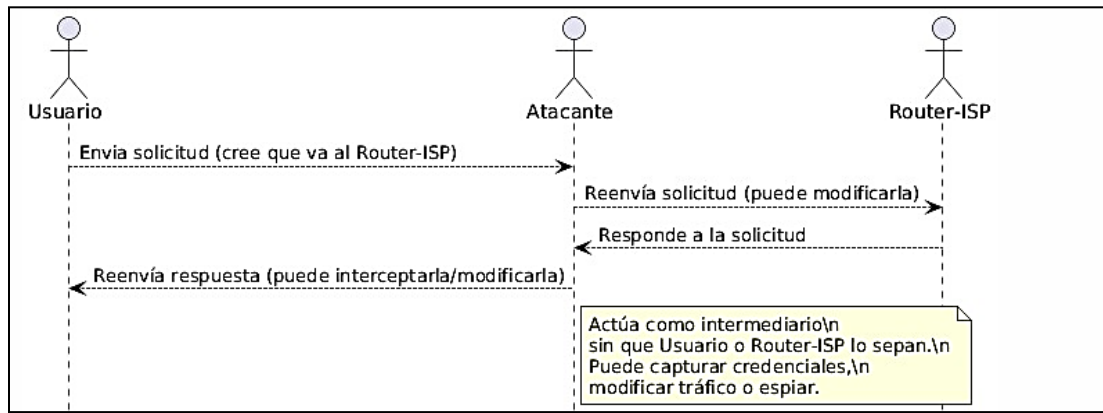 Usuario
Atacante
Router-ISP
Envia solicitud (cree que va al Router-ISP)
Reenvía solicitud (puede modificarla)
Responde a la solicitud
Reenvía respuesta (puede interceptarla/modificarla)
Actúa como intermediario\n
sin que Usuario o Router-ISP lo sepan.\n
Puede capturar credenciales,\n
modificar tráfico o espiar.